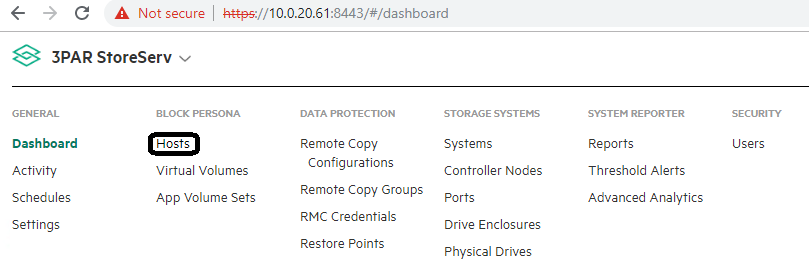 Not secure | https://10.0.20.61:8443/#/dashboard
3PAR StoreServ
GENERAL
Dashboard
Activity
Schedules
Settings
BLOCK PERSONA
Hosts
Virtual Volumes
App Volume Sets
DATA PROTECTION
Remote Copy
Configurations
Remote Copy Groups
RMC Credentials
Restore Points
STORAGE SYSTEMS
Systems
Controller Nodes
Ports
Drive Enclosures
Physical Drives
SYSTEM REPORTER
Reports
Threshold Alerts
Advanced Analytics
SECURITY
Users